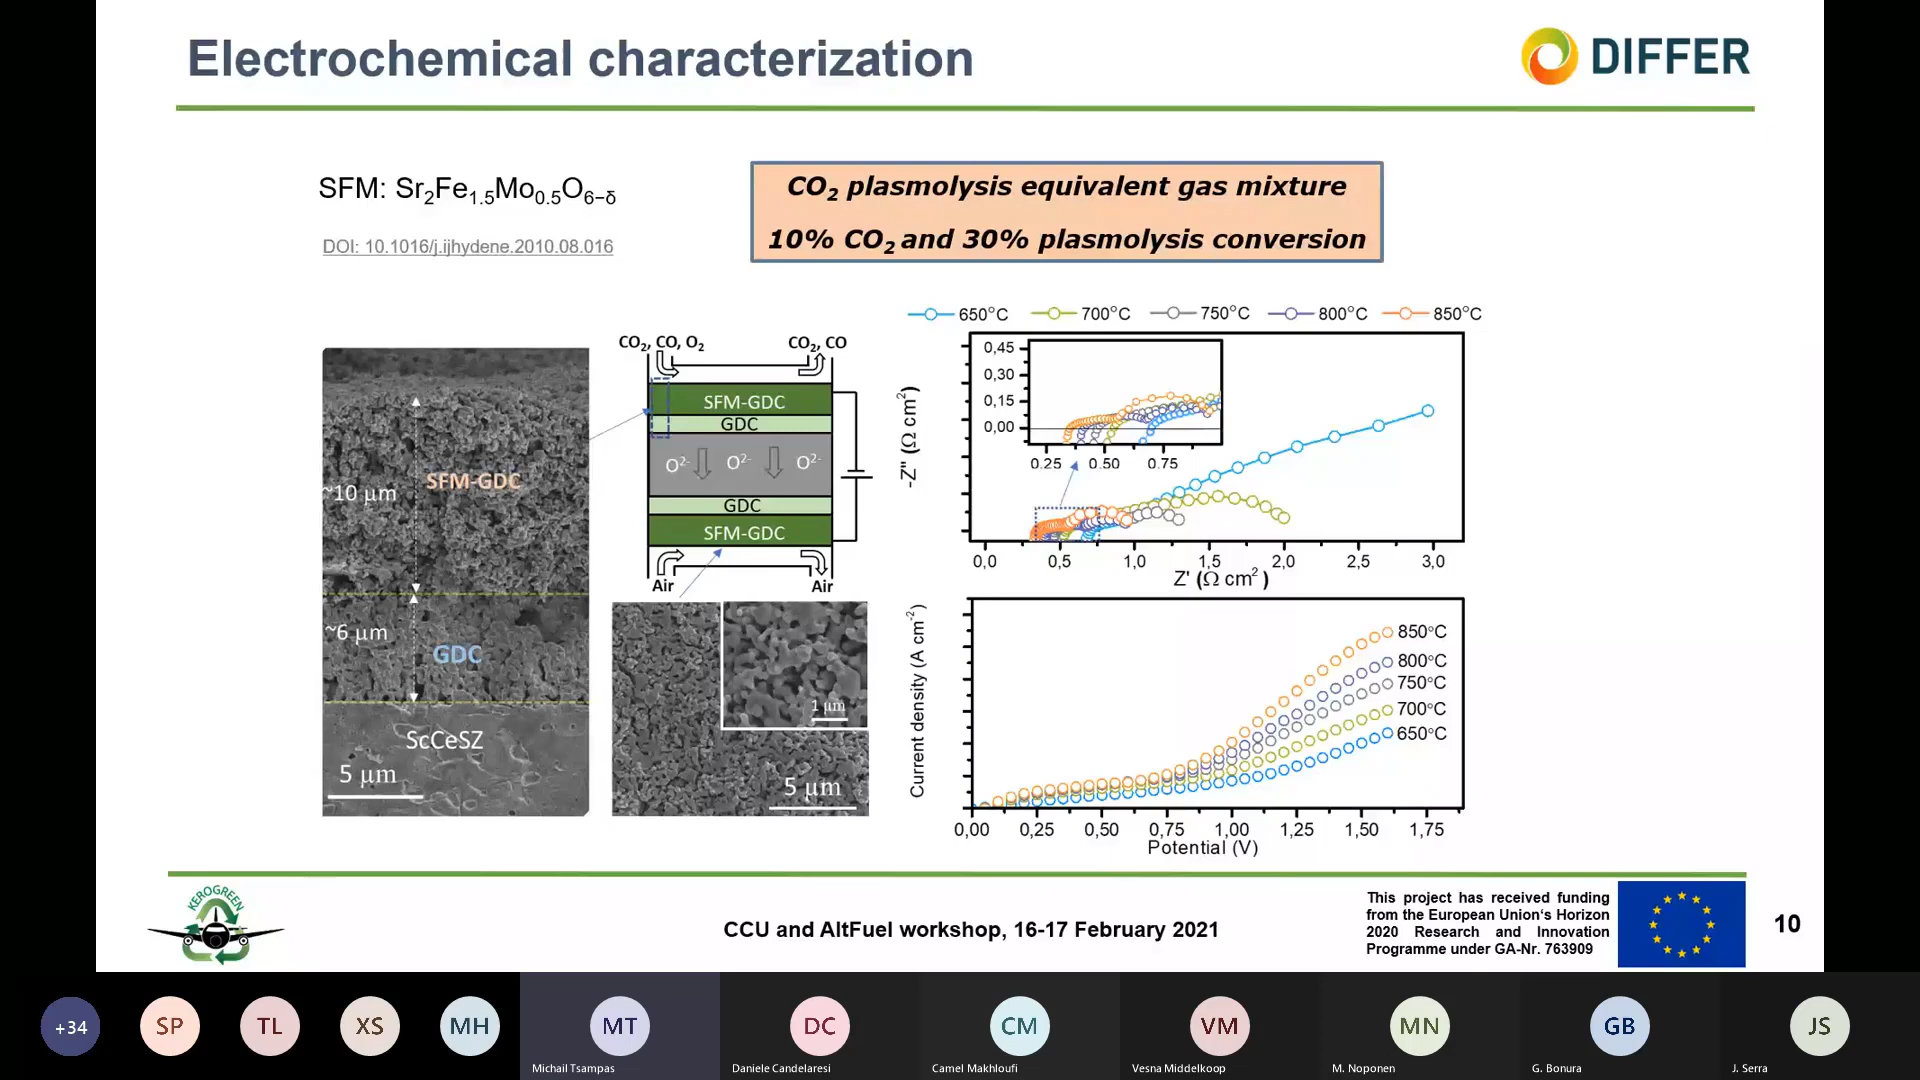 Electrochemical characterization
DIFFER
SFM: Sr2Fe1.5Mo0.5O6−δ
DOI: 10.1016/j.ijhydene.2010.08.016
CO2 plasmolysis equivalent gas mixture
10% CO2 and 30% plasmolysis conversion
~10 µm
SFM-GDC
~6 µm
GDC
ScCeSZ
5 µm
CO2, CO, O2
CO2, CO
SFM-GDC
GDC
O2- O2- O2-
GDC
SFM-GDC
Air Air
1 µm
5 µm
650°C 700°C 750°C 800°C 850°C
-Z" (Ω cm2)
0,45
0,30
0,15
0,00
0.25 0.50 0.75
0,0 0,5 1,0 1,5 2,0 2,5 3,0
Z' (Ω cm2)
Current density (A cm-2)
850°C
800°C
750°C
700°C
650°C
0,00 0,25 0,50 0,75 1,00 1,25 1,50 1,75
Potential (V)
KEROGREEN
CCU and AltFuel workshop, 16-17 February 2021
This project has received funding
from the European Union‘s Horizon
2020 Research and Innovation
Programme under GA-Nr. 763909
10
+34 SP TL XS MH MT DC CM VM MN GB JS
Michail Tsampas Daniele Candelaresi Camel Makhloufi Vesna Middelkoop M. Noponen G. Bonura J. Serra